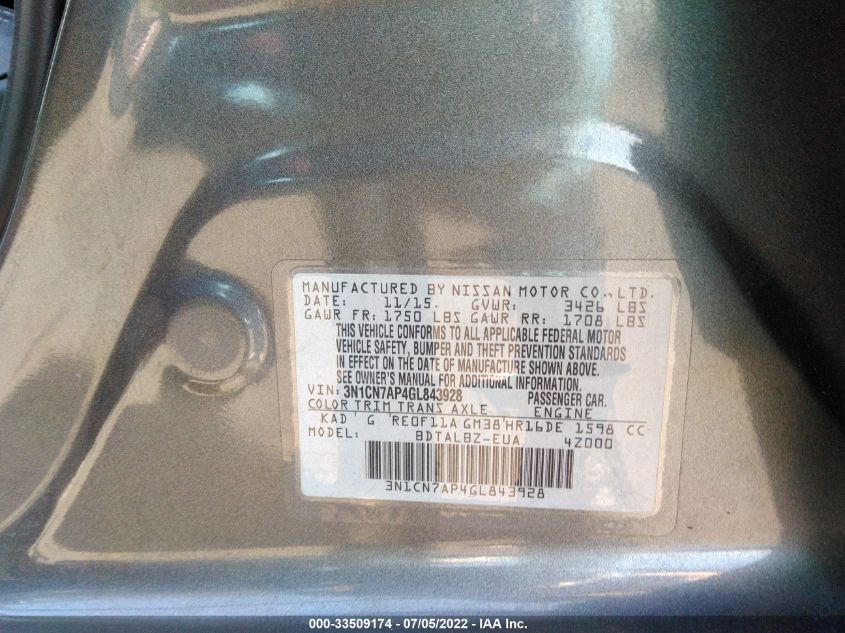 MANUFACTURED BY NISSAN MOTOR CO., LTD.
DATE: 11/15. GVWR: 3426 LBS
GAWR FR: 1750 LBS GAWR RR: 1708 LBS
THIS VEHICLE CONFORMS TO ALL APPLICABLE FEDERAL MOTOR
VEHICLE SAFETY, BUMPER AND THEFT PREVENTION STANDARDS
IN EFFECT ON THE DATE OF MANUFACTURE SHOWN ABOVE.
SEE OWNER'S MANUAL FOR ADDITIONAL INFORMATION.
VIN: 3N1CN7AP4GL843928 PASSENGER CAR.
COLOR TRIM TRANS AXLE ENGINE
KAD G RE0F11A GM38 HR16DE 1598 CC
MODEL: BDTALBZ-EUA 4Z000
3N1CN7AP4GL843928
000-33509174 - 07/05/2022 - IAA Inc.